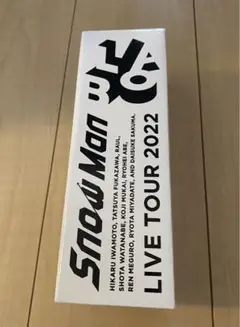 Snow Man
LABO
HIKARU IWAMOTO, TATSUYA FUKAZAWA, RAUL,
SHOTA WATANABE, KOJI MUKAI, RYOHEI ABE,
REN MEGURO, RYOTA MIYADATE, AND DAISUKE SAKUMA.
LIVE TOUR 2022